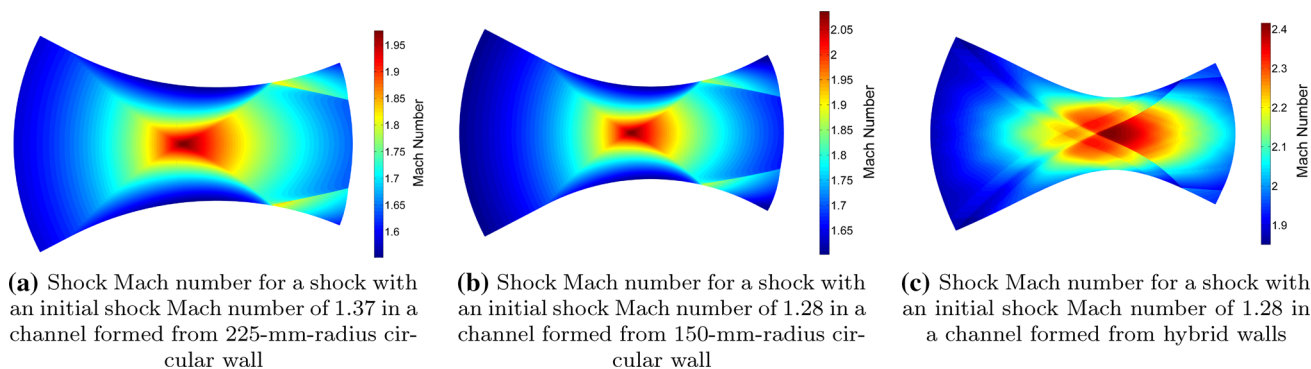 1.95
1.9
1.85
1.8
1.75
1.7
1.65
1.6
Mach Number
2.05
2
1.95
1.9
1.85
1.8
1.75
1.7
1.65
Mach Number
2.4
2.3
2.2
2.1
2
1.9
Mach Number
(a) Shock Mach number for a shock with
an initial shock Mach number of 1.37 in a
channel formed from 225-mm-radius cir-
cular wall
(b) Shock Mach number for a shock with
an initial shock Mach number of 1.28 in a
channel formed from 150-mm-radius cir-
cular wall
(c) Shock Mach number for a shock with
an initial shock Mach number of 1.28 in
a channel formed from hybrid walls